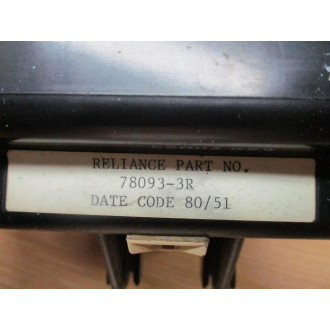 RELIANCE PART NO.
78093-3R
DATE CODE 80/51